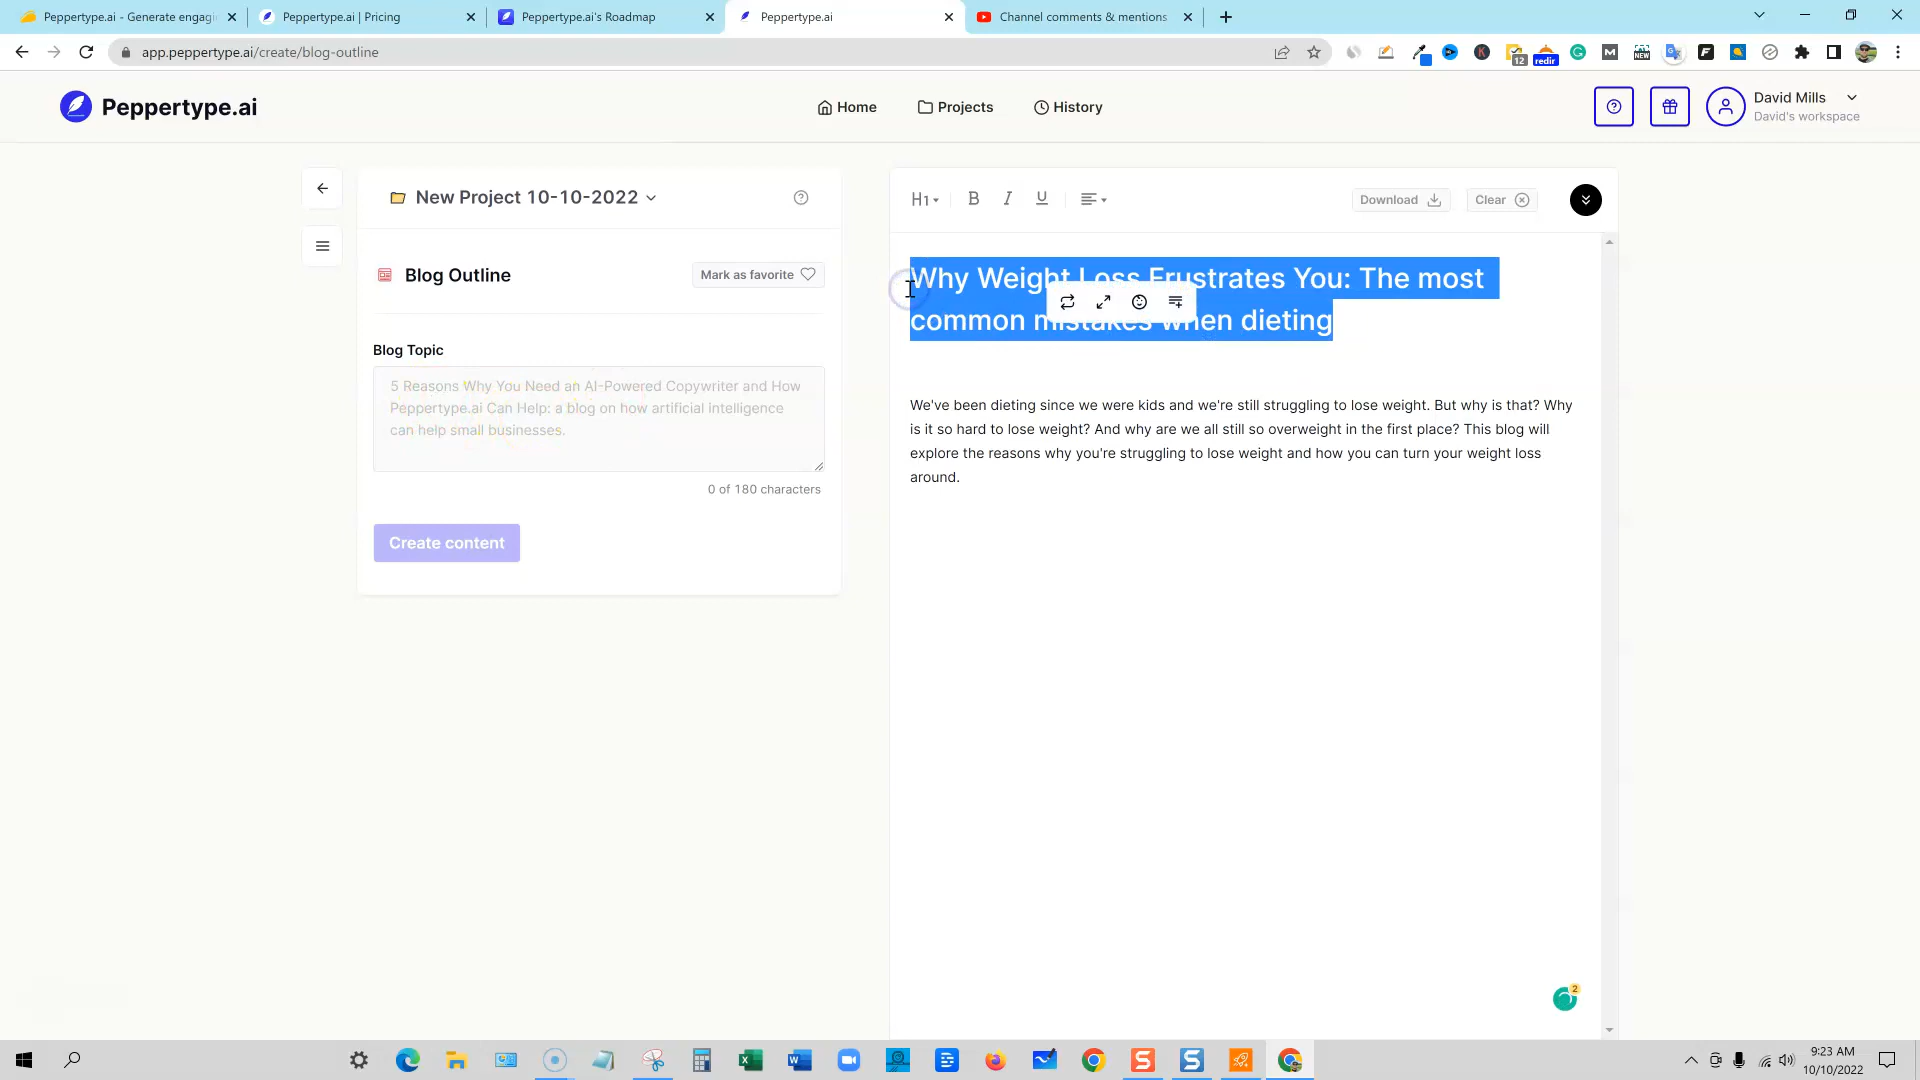 Peppertype.ai - Generate engagi
Peppertype.ai | Pricing
Peppertype.ai's Roadmap
Peppertype.ai
Channel comments & mentions
app.peppertype.ai/create/blog-outline
12
redir
NEW
Peppertype.ai
Home
Projects
History
David Mills
David's workspace
New Project 10-10-2022
Blog Outline
Mark as favorite
Blog Topic
5 Reasons Why You Need an AI-Powered Copywriter and How
Peppertype.ai Can Help: a blog on how artificial intelligence
can help small businesses.
0 of 180 characters
Create content
H1
B
I
U
Download
Clear
Why Weight Loss Frustrates You: The most
common mistakes when dieting
We've been dieting since we were kids and we're still struggling to lose weight. But why is that? Why
is it so hard to lose weight? And why are we all still so overweight in the first place? This blog will
explore the reasons why you're struggling to lose weight and how you can turn your weight loss
around.
2
9:23 AM
10/10/2022